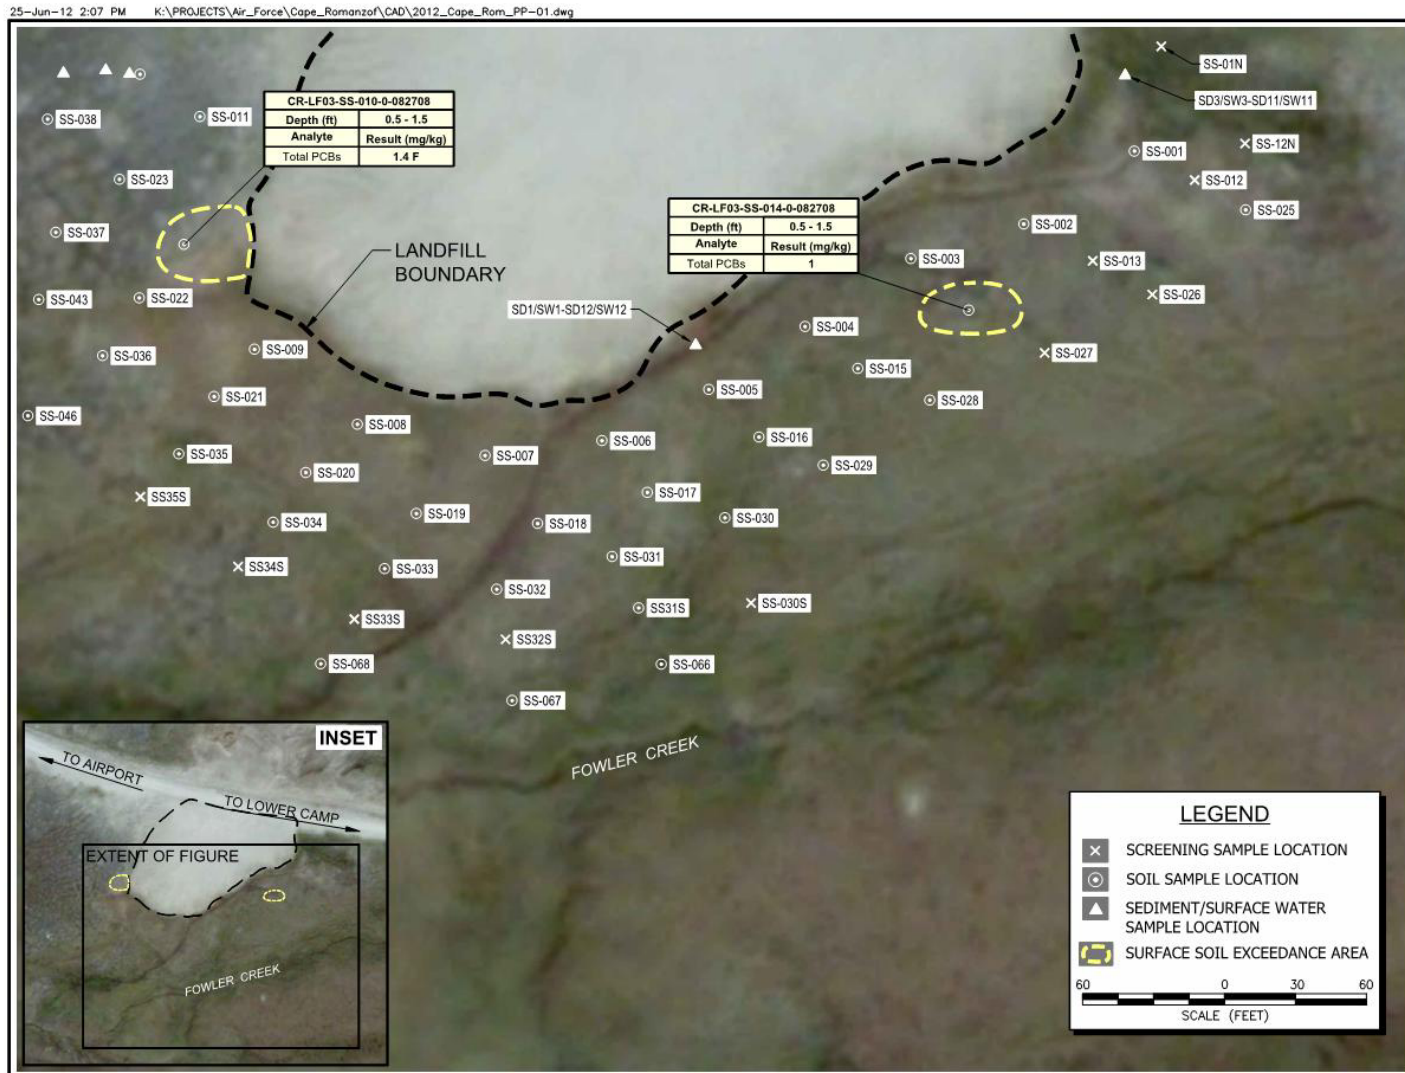 25-Jun-12 2:07 PM K:\PROJECTS\Air_Force\Cape_Romanzof\CAD\2012_Cape_Rom_PP-01.dwg
SS-01N
SD3/SW3-SD11/SW11
SS-038
SS-011
CR-LF03-SS-010-0-082708
Depth (ft) 0.5 - 1.5
Analyte Result (mg/kg)
Total PCBs 1.4 F
SS-001
SS-12N
SS-023
SS-012
SS-025
CR-LF03-SS-014-0-082708
Depth (ft) 0.5 - 1.5
Analyte Result (mg/kg)
Total PCBs 1
SS-037
SS-002
LANDFILL
BOUNDARY
SS-003
SS-013
SS-043
SS-022
SS-026
SD1/SW1-SD12/SW12
SS-004
SS-036
SS-009
SS-027
SS-015
SS-021
SS-005
SS-028
SS-046
SS-008
SS-006
SS-016
SS-035
SS-007
SS-029
SS-020
SS35S
SS-017
SS-034
SS-019
SS-018
SS-030
SS34S
SS-033
SS-031
SS-032
SS33S
SS31S
SS-030S
SS32S
SS-068
SS-066
SS-067
FOWLER CREEK
INSET
TO AIRPORT
TO LOWER CAMP
EXTENT OF FIGURE
FOWLER CREEK
LEGEND
SCREENING SAMPLE LOCATION
SOIL SAMPLE LOCATION
SEDIMENT/SURFACE WATER
SAMPLE LOCATION
SURFACE SOIL EXCEEDANCE AREA
60 0 30 60
SCALE (FEET)